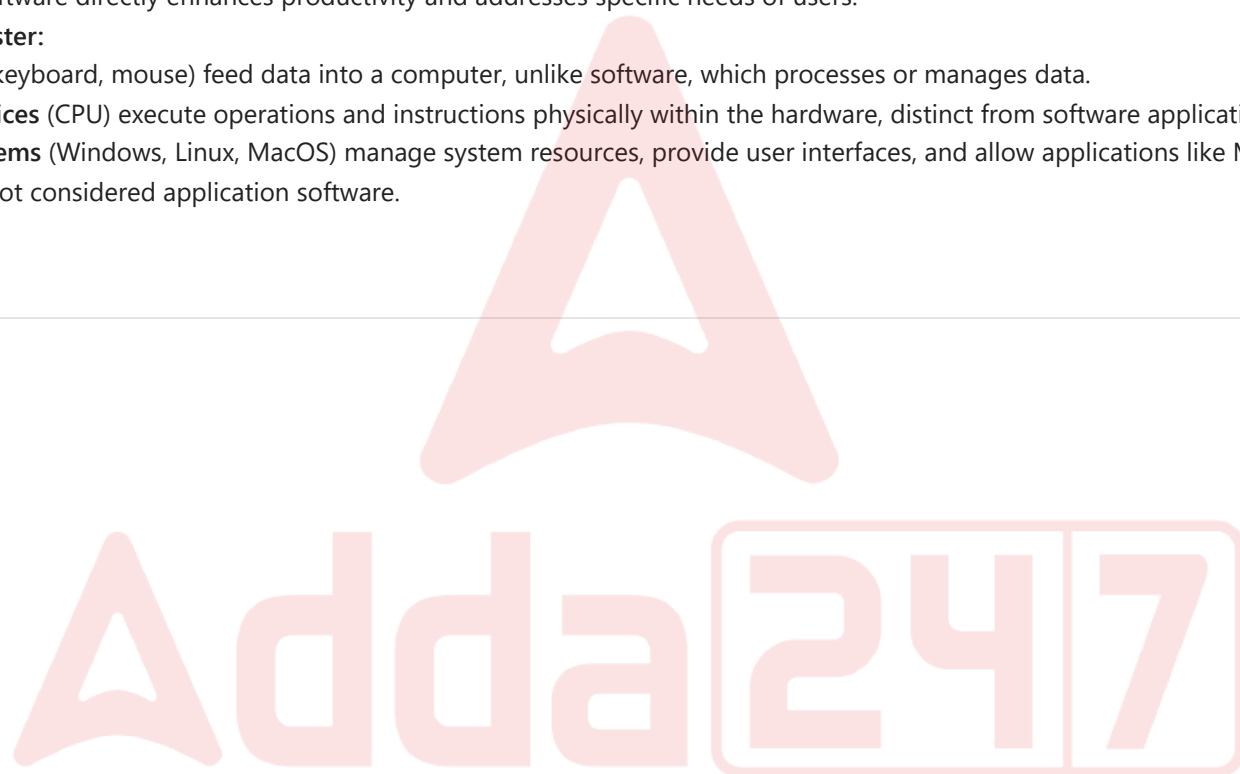 software directly enhances productivity and addresses specific needs of users.
ster:
keyboard, mouse) feed data into a computer, unlike software, which processes or manages data.
ices (CPU) execute operations and instructions physically within the hardware, distinct from software applicati
ems (Windows, Linux, MacOS) manage system resources, provide user interfaces, and allow applications like M
ot considered application software.
Adda247